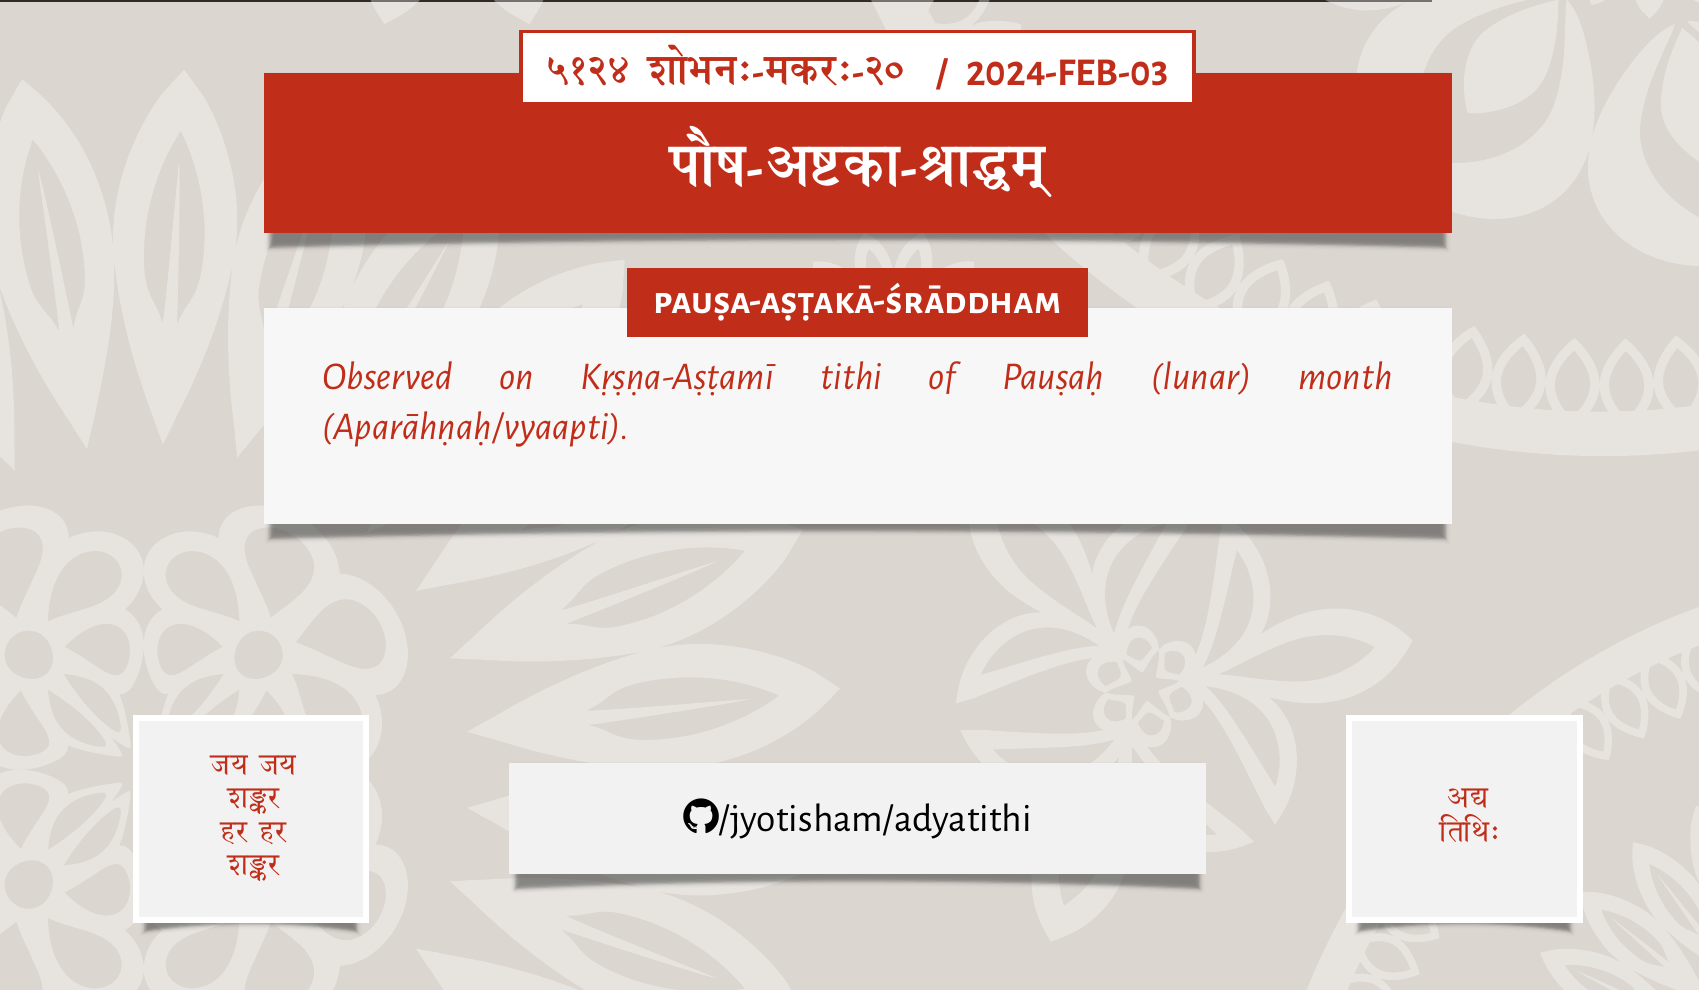 ५१२४ शोभनः-मकरः-२० / 2024-FEB-03
पौष-अष्टका-श्राद्धम्
PAUṢA-AṢṬAKĀ-ŚRĀDDHAM
Observed on Kṛṣṇa-Aṣṭamī tithi of Pauṣaḥ (lunar) month
(Aparāhṇaḥ/vyaapti).
जय जय
शङ्कर
हर हर
शङ्कर
/jyotisham/adyatithi
अद्य
तिथिः